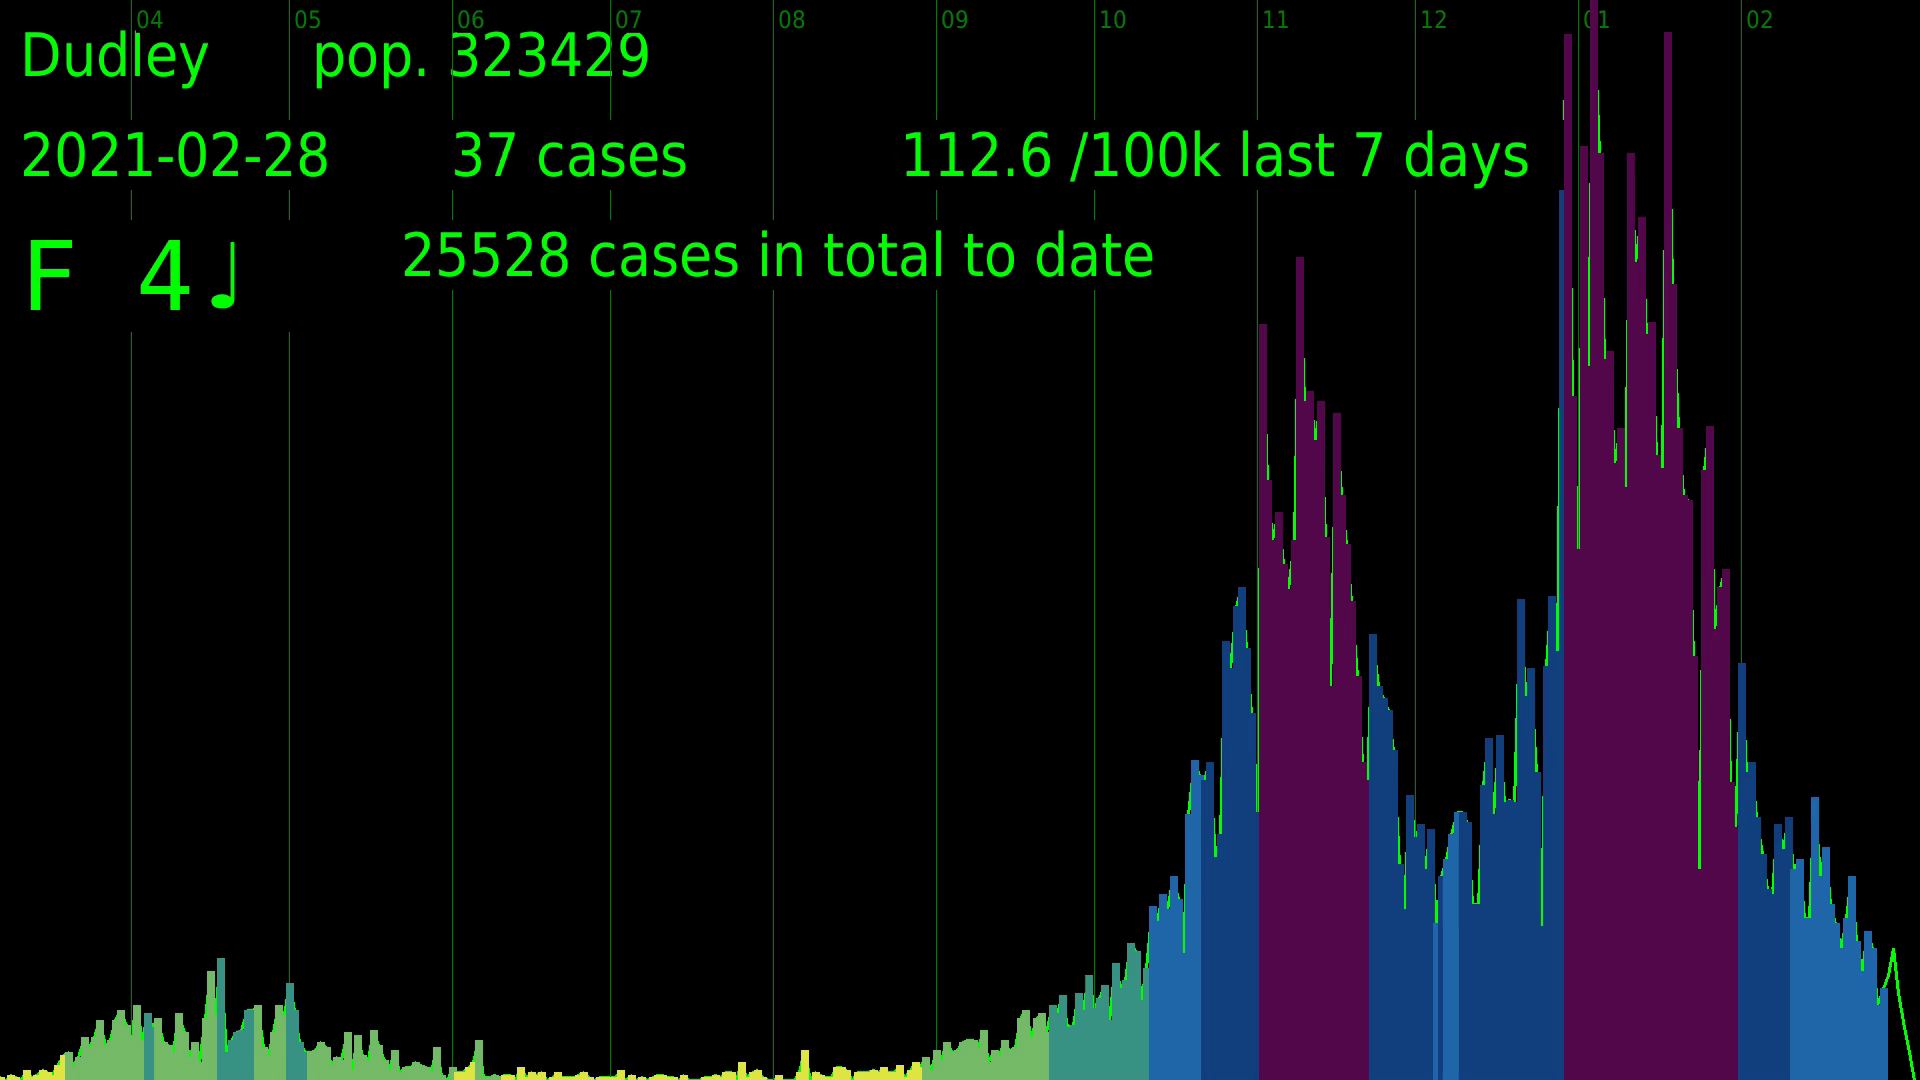 04 05 06 07 08 09 10 11 12 01 02
Dudley pop. 323429
2021-02-28 37 cases 112.6 /100k last 7 days
F 4♩ 25528 cases in total to date